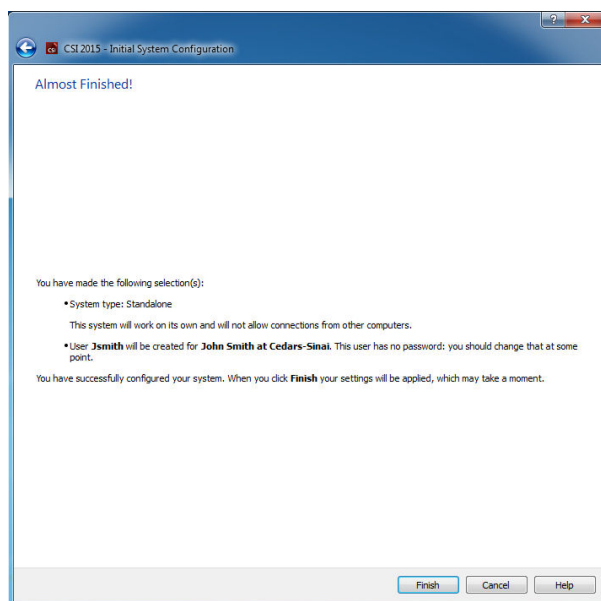 CSI 2015 - Initial System Configuration
Almost Finished!
You have made the following selection(s):
•System type: Standalone
This system will work on its own and will not allow connections from other computers.
•User Jsmith will be created for John Smith at Cedars-Sinai. This user has no password: you should change that at some
point.
You have successfully configured your system. When you click Finish your settings will be applied, which may take a moment.
Finish Cancel Help